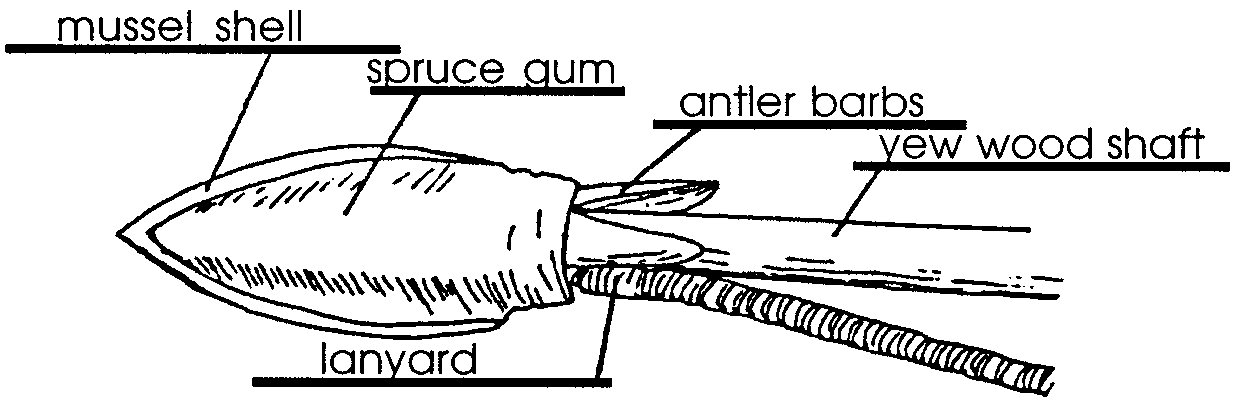 mussel shell
spruce gum
antler barbs
yew wood shaft
lanyard